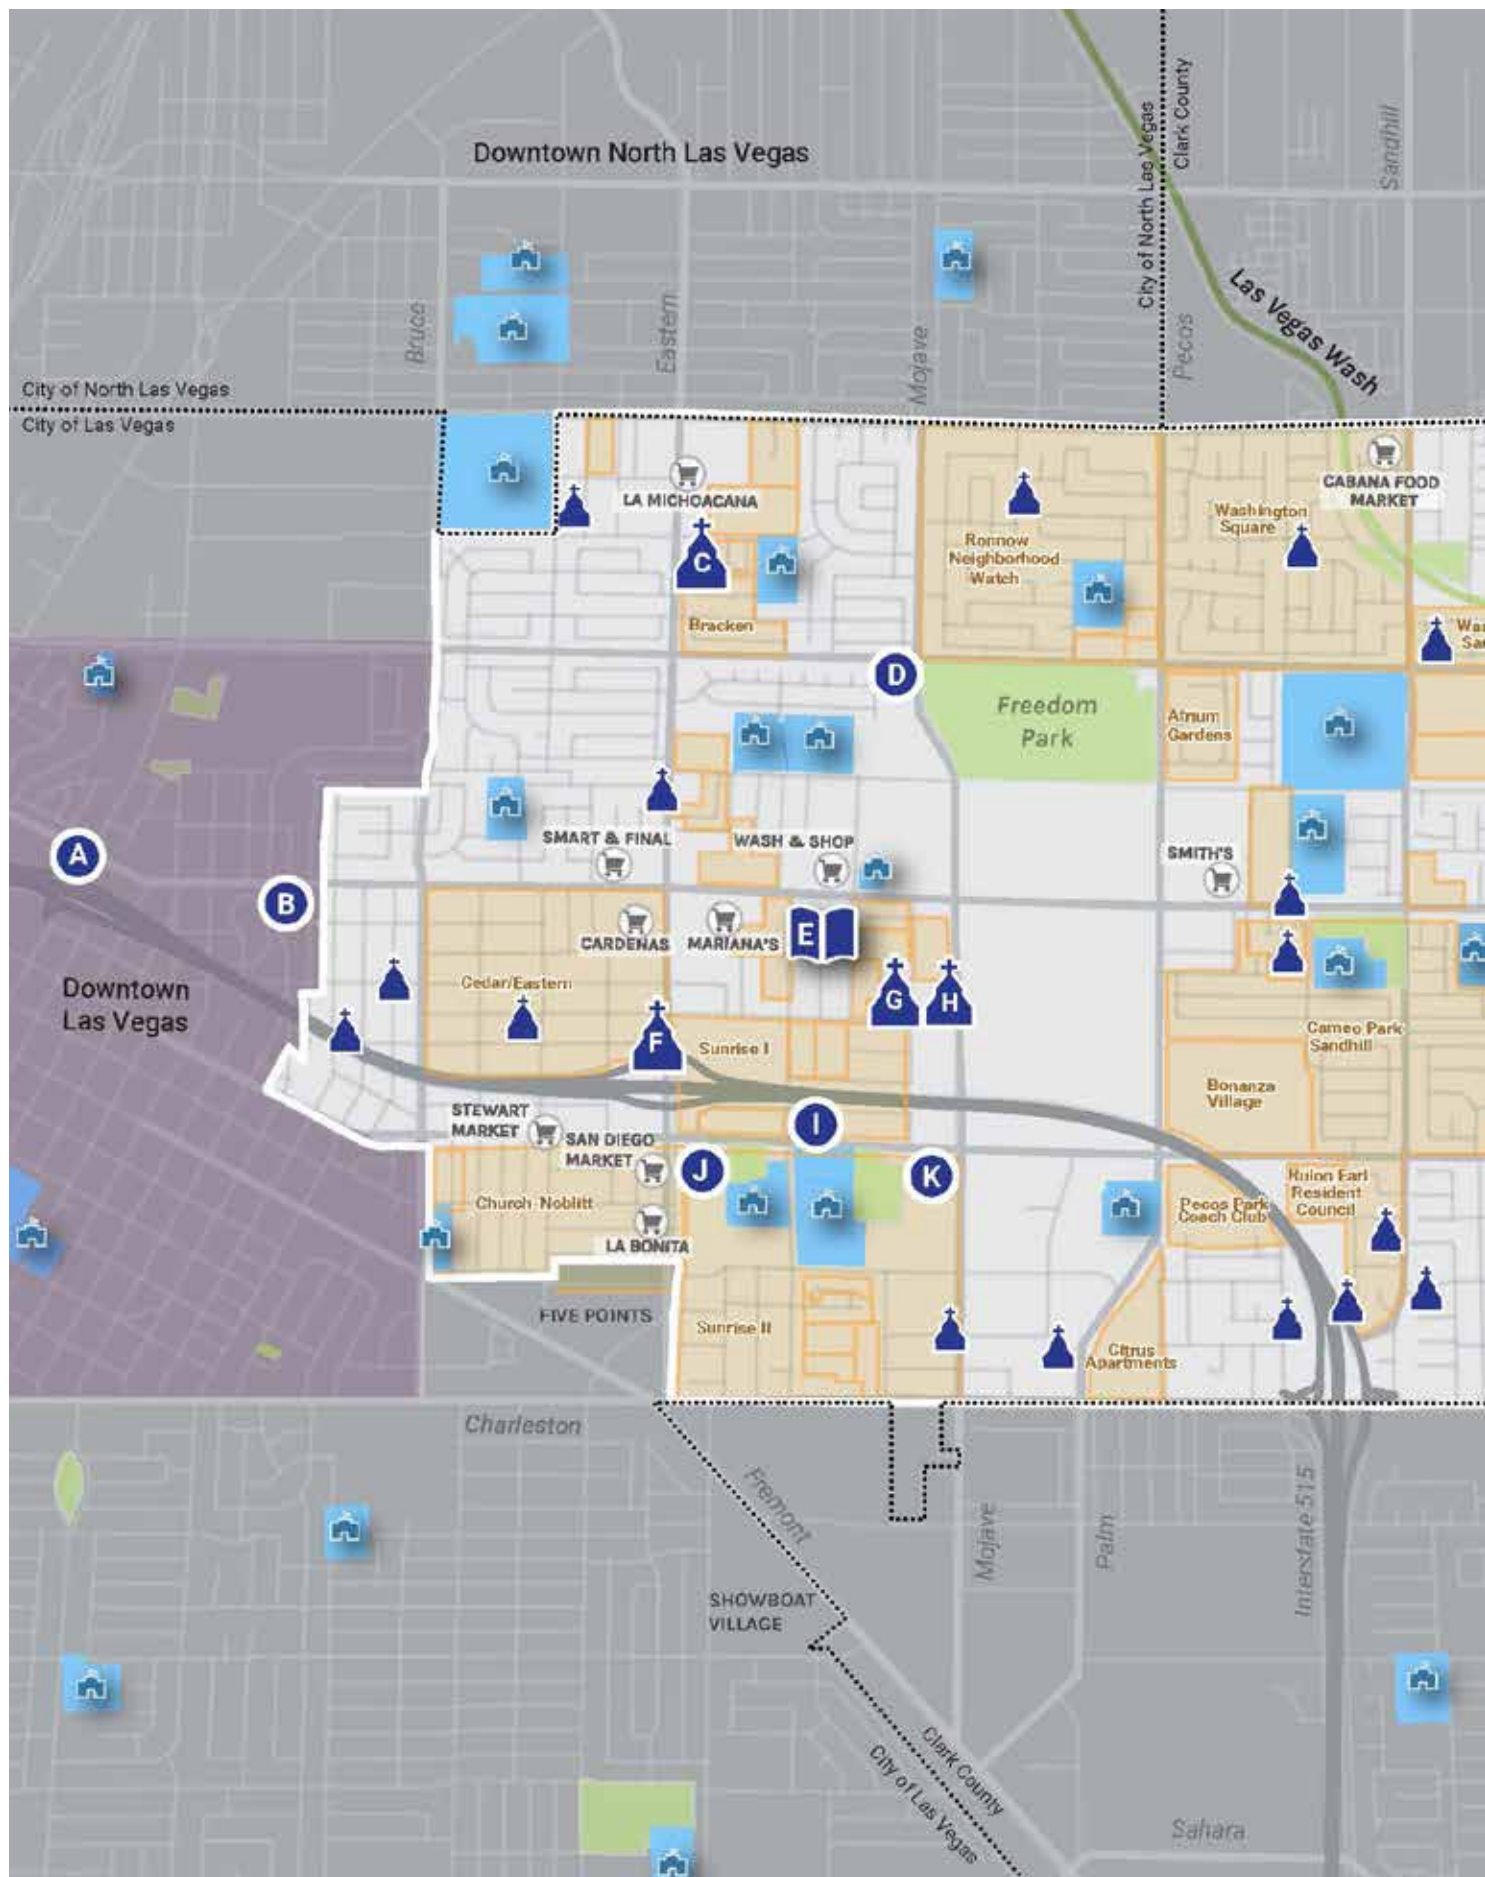 Downtown North Las Vegas
City of North Las Vegas
Clark County
Sandhill
Bruce
Eastern
Mojave
Pecos
Las Vegas Wash
City of North Las Vegas
City of Las Vegas
LA MICHOACANA
CABANA FOOD
MARKET
Washington
Square
Ronnow
Neighborhood
Watch
C
Bracken
D
Freedom
Park
Atrium
Gardens
A
B
SMART & FINAL
WASH & SHOP
SMITH'S
CARDENAS
MARIANA'S
E
Downtown
Las Vegas
Cedar/Eastern
G
H
F
Sunrise I
Cameo Park
Sandhill
Bonanza
Village
STEWART
MARKET
I
SAN DIEGO
MARKET
J
K
Church Noblitt
LA BONITA
Pecos Park
Coach Club
Rulon Earl
Resident
Council
FIVE POINTS
Sunrise II
Citrus
Apartments
Charleston
Fremont
Mojave
Palm
Interstate 515
SHOWBOAT
VILLAGE
Clark County
City of Las Vegas
Sahara